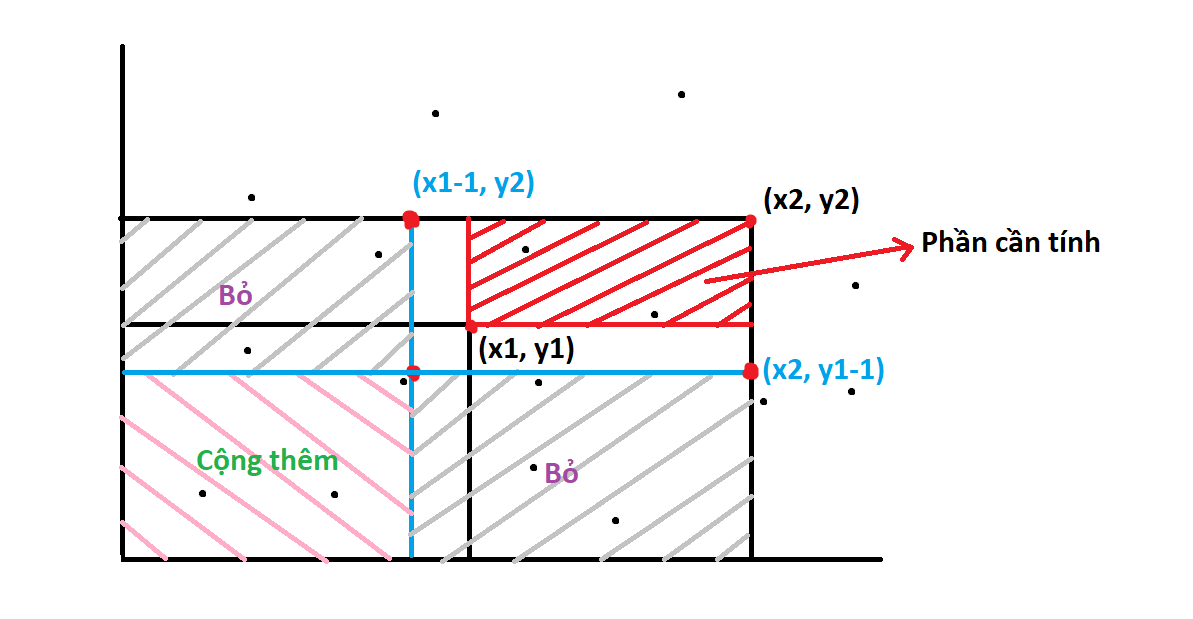 (x1-1, y2)
(x2, y2)
Phần cần tính
Bỏ
(x1, y1)
(x2, y1-1)
Cộng thêm
Bỏ